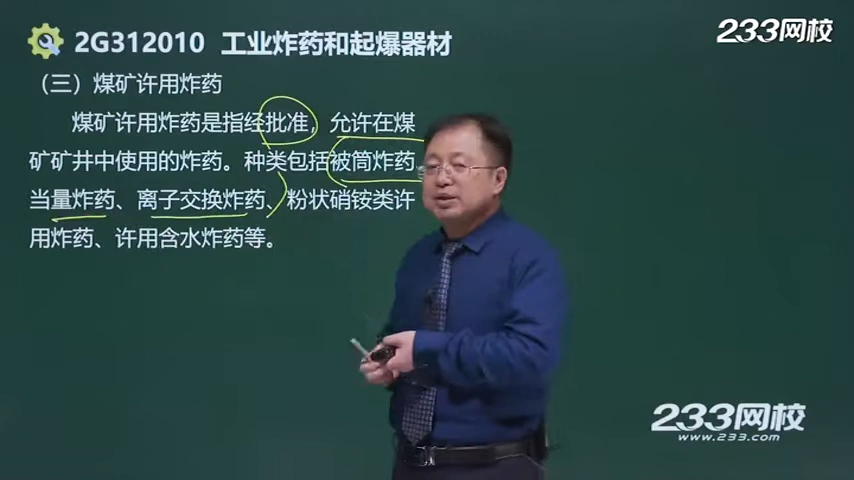 2G312010 工业炸药和起爆器材
233网校
（三）煤矿许用炸药
煤矿许用炸药是指经批准，允许在煤
矿矿井中使用的炸药。种类包括被筒炸药、
当量炸药、离子交换炸药、粉状硝铵类许
用炸药、许用含水炸药等。
233网校
www.233.com